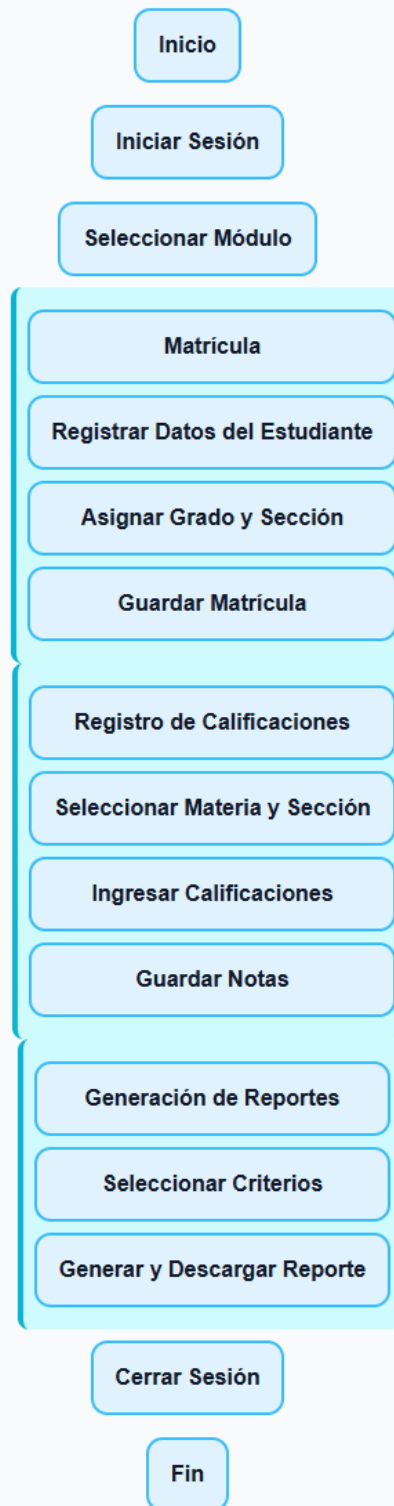 Inicio
Iniciar Sesión
Seleccionar Módulo
Matrícula
Registrar Datos del Estudiante
Asignar Grado y Sección
Guardar Matrícula
Registro de Calificaciones
Seleccionar Materia y Sección
Ingresar Calificaciones
Guardar Notas
Generación de Reportes
Seleccionar Criterios
Generar y Descargar Reporte
Cerrar Sesión
Fin